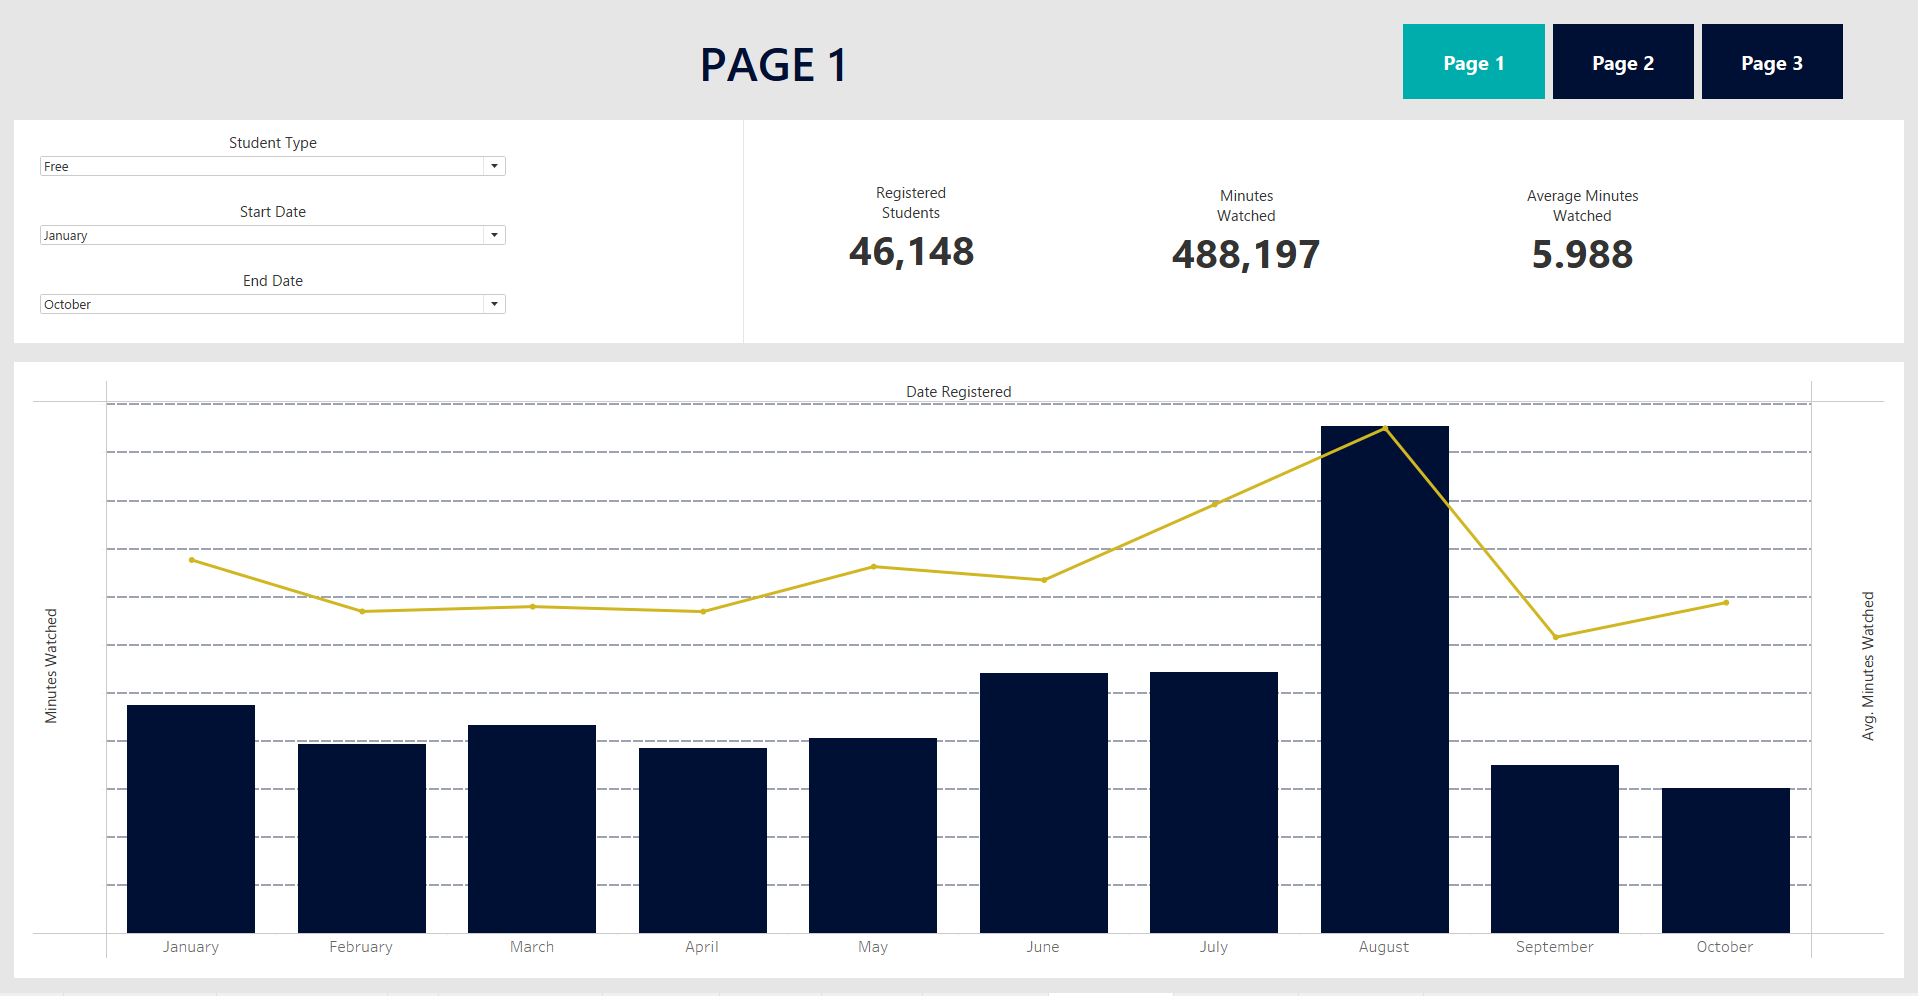 PAGE 1
Page 1
Page 2
Page 3
Student Type
Free
Start Date
January
End Date
October
Registered
Students
46,148
Minutes
Watched
488,197
Average Minutes
Watched
5.988
Date Registered
Minutes Watched
Avg. Minutes Watched
January
February
March
April
May
June
July
August
September
October